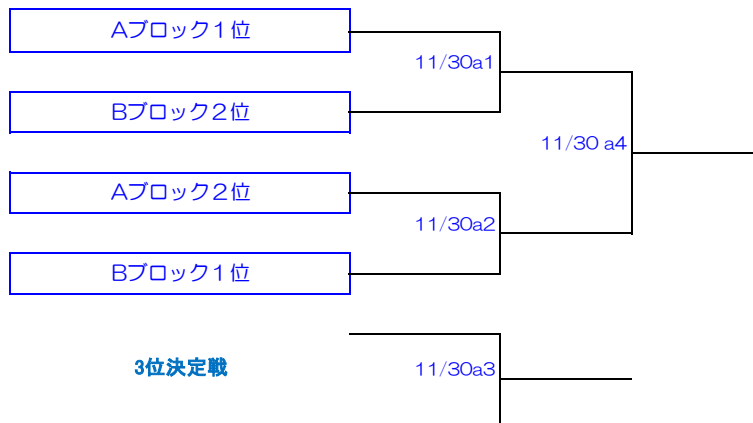 Aブロック１位
11/30a1
Bブロック２位
11/30 a4
Aブロック２位
11/30a2
Bブロック１位
3位決定戦
11/30a3